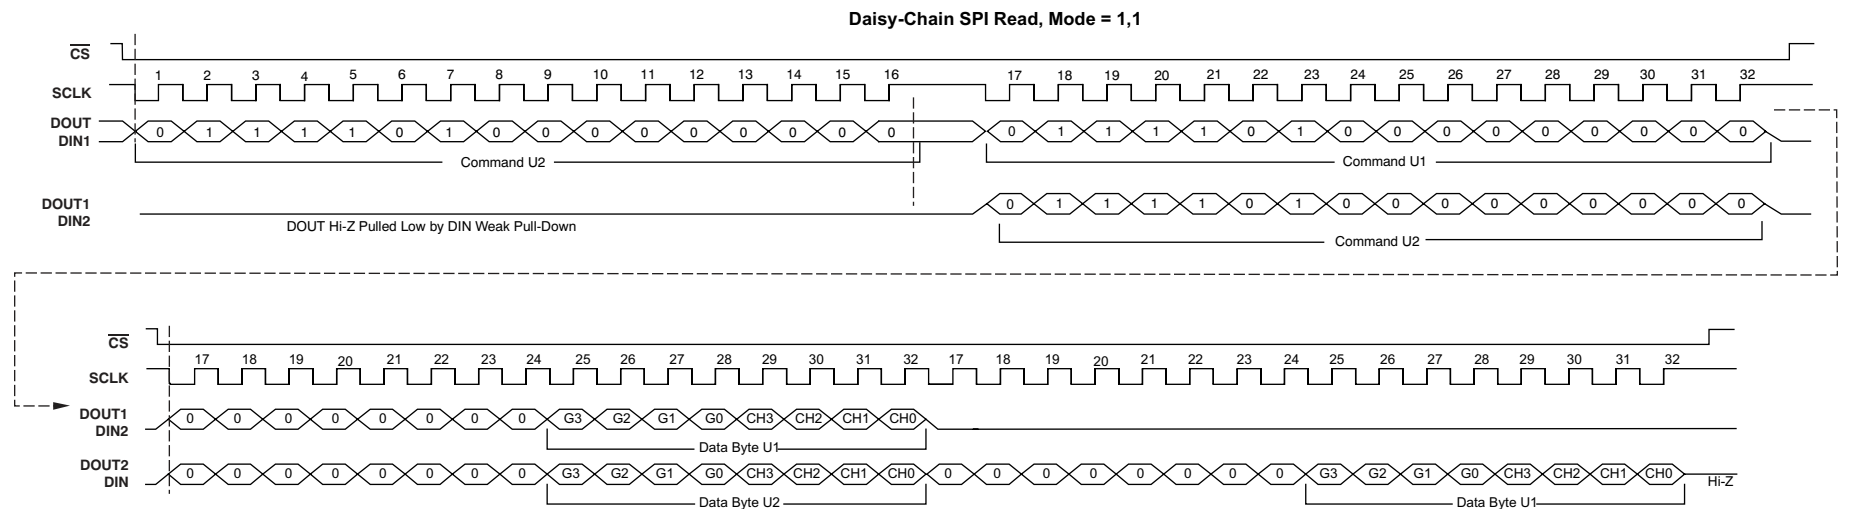 Daisy-Chain SPI Read, Mode = 1,1
CS
1 2 3 4 5 6 7 8 9 10 11 12 13 14 15 16 17 18 19 20 21 22 23 24 25 26 27 28 29 30 31 32
SCLK
DOUT
DIN1
0 1 1 1 1 0 1 0 0 0 0 0 0 0 0 0 0 1 1 1 1 0 1 0 0 0 0 0 0 0 0 0
Command U2
Command U1
DOUT1
DIN2
0 1 1 1 1 0 1 0 0 0 0 0 0 0 0 0
DOUT Hi-Z Pulled Low by DIN Weak Pull-Down
Command U2
CS
17 18 19 20 21 22 23 24 25 26 27 28 29 30 31 32 17 18 19 20 21 22 23 24 25 26 27 28 29 30 31 32
SCLK
DOUT1
DIN2
0 0 0 0 0 0 0 0 G3 G2 G1 G0 CH3 CH2 CH1 CH0
Data Byte U1
DOUT2
DIN
0 0 0 0 0 0 0 0 G3 G2 G1 G0 CH3 CH2 CH1 CH0 0 0 0 0 0 0 0 0 G3 G2 G1 G0 CH3 CH2 CH1 CH0
Hi-Z
Data Byte U2
Data Byte U1